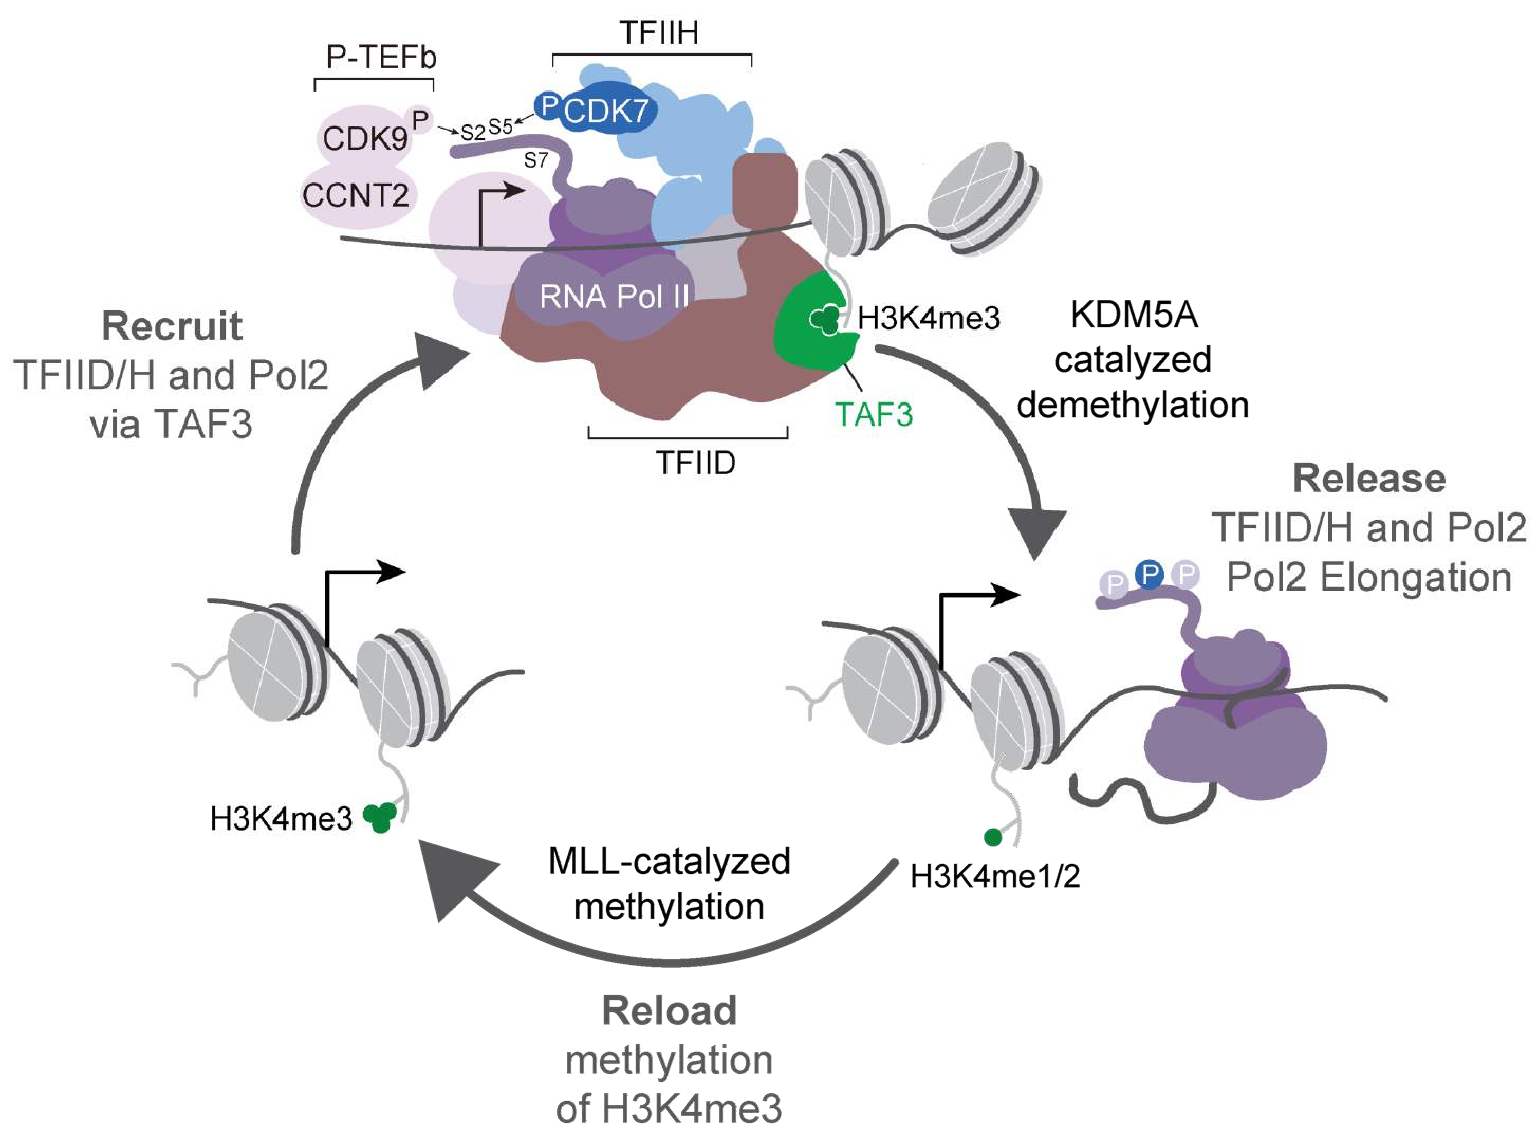 TFIIH
P-TEFb
P
CDK7
P
CDK9
S2
S5
S7
CCNT2
RNA Pol II
H3K4me3
TAF3
TFIID
KDM5A
catalyzed
demethylation
Recruit
TFIID/H and Pol2
via TAF3
Release
TFIID/H and Pol2
Pol2 Elongation
P
P
P
H3K4me3
H3K4me1/2
MLL-catalyzed
methylation
Reload
methylation
of H3K4me3